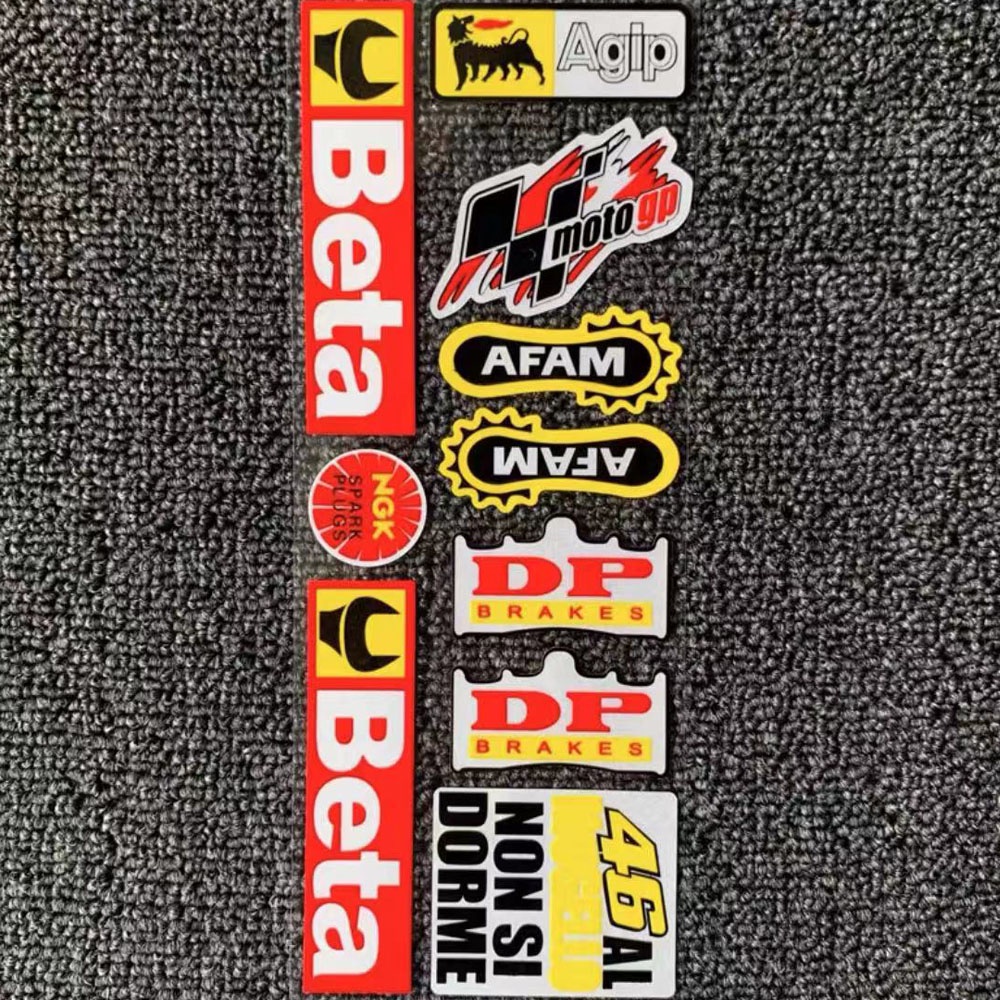 Beta
Agip
moto gp
AFAM
AFAM
NGK
SPARK
PLUGS
DP
BRAKES
Beta
DP
BRAKES
46 AL
NON SI
DORME